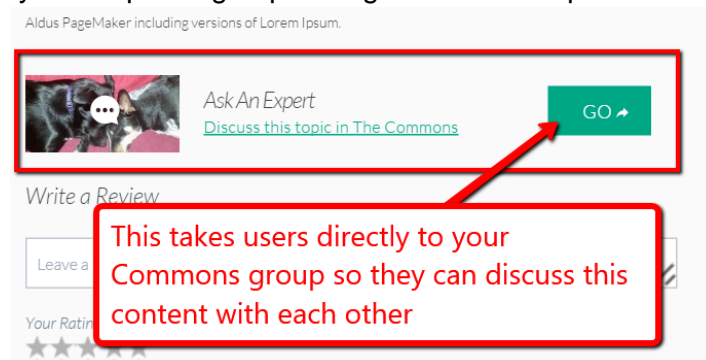 Aldus PageMaker including versions of Lorem Ipsum.
Ask An Expert
Discuss this topic in The Commons
GO
Write a Review
This takes users directly to your
Commons group so they can discuss this
content with each other
Leave a
Your Ratin